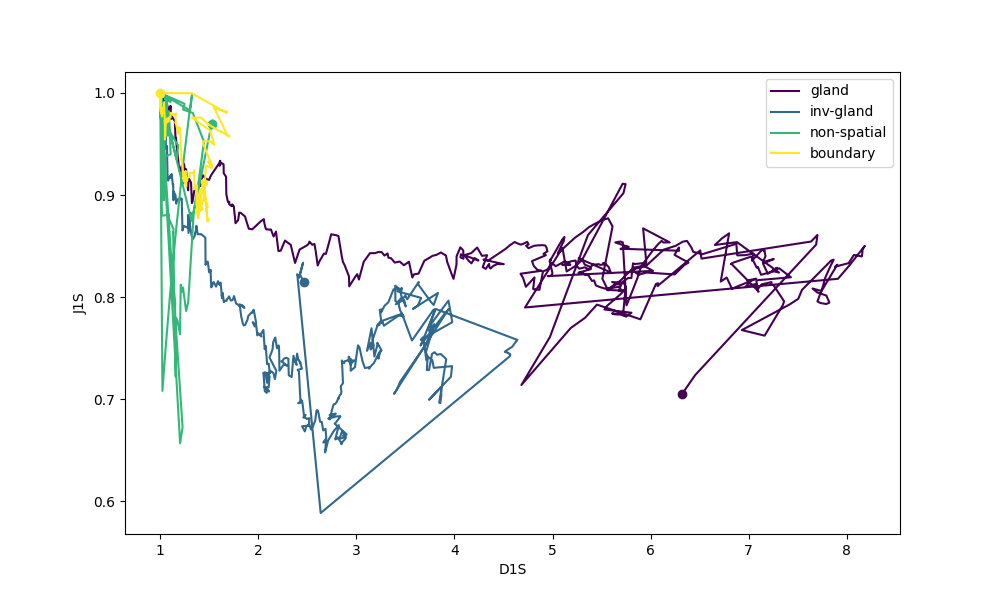 1.0
0.9
0.8
0.7
0.6
J1S
1 2 3 4 5 6 7 8
D1S
gland
inv-gland
non-spatial
boundary